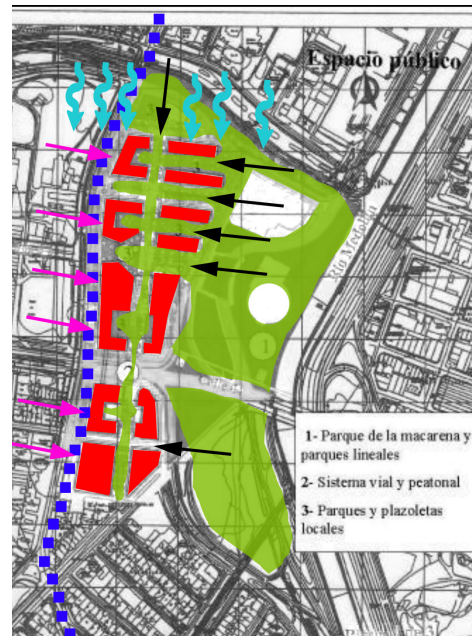 Espacio público
Río Medellín
1
1- Parque de la macarena y
parques lineales
2- Sistema vial y peatonal
3- Parques y plazoletas
locales